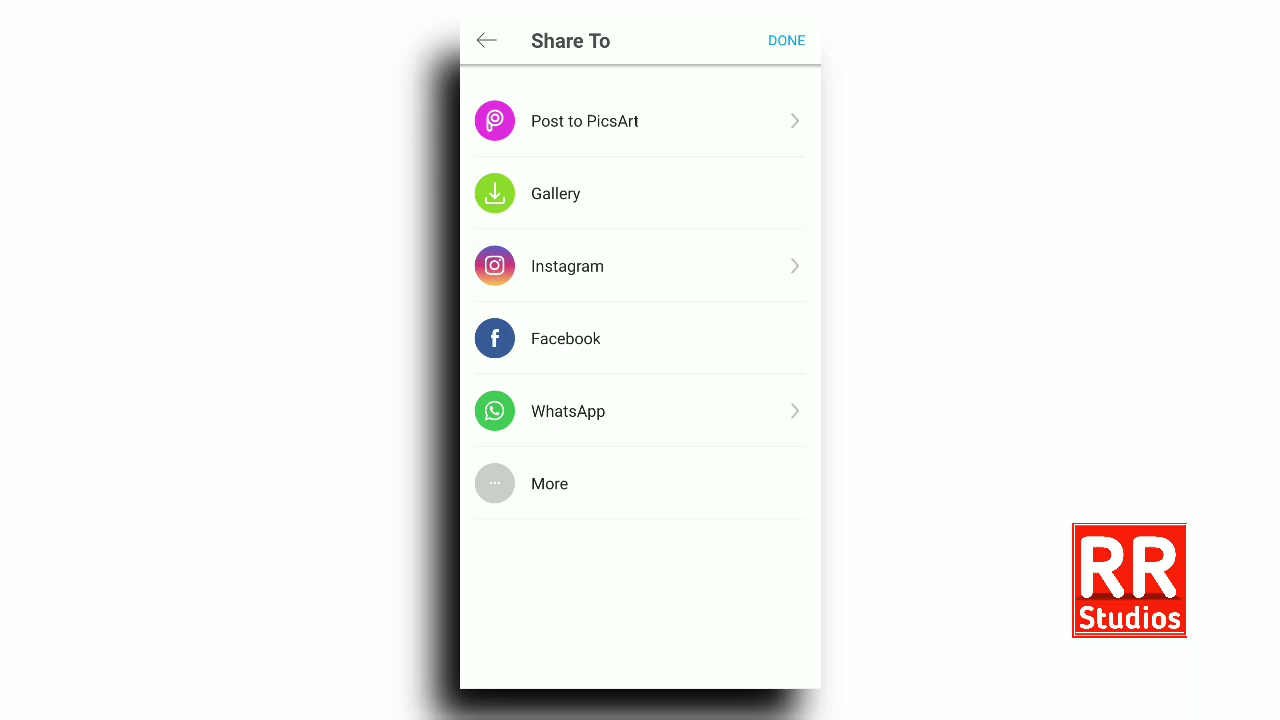 Share To
DONE
Post to PicsArt
Gallery
Instagram
Facebook
WhatsApp
More
RR
Studios